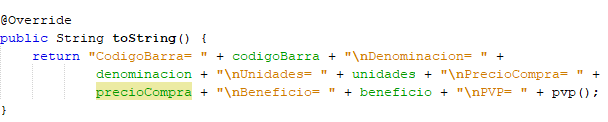 @Override
public String toString() {
return "CodigoBarra= " + codigoBarra + "\nDenominacion= " +
denominacion + "\nUnidades= " + unidades + "\nPrecioCompra= " +
precioCompra + "\nBeneficio= " + beneficio + "\nPVP= " + pvp();
}